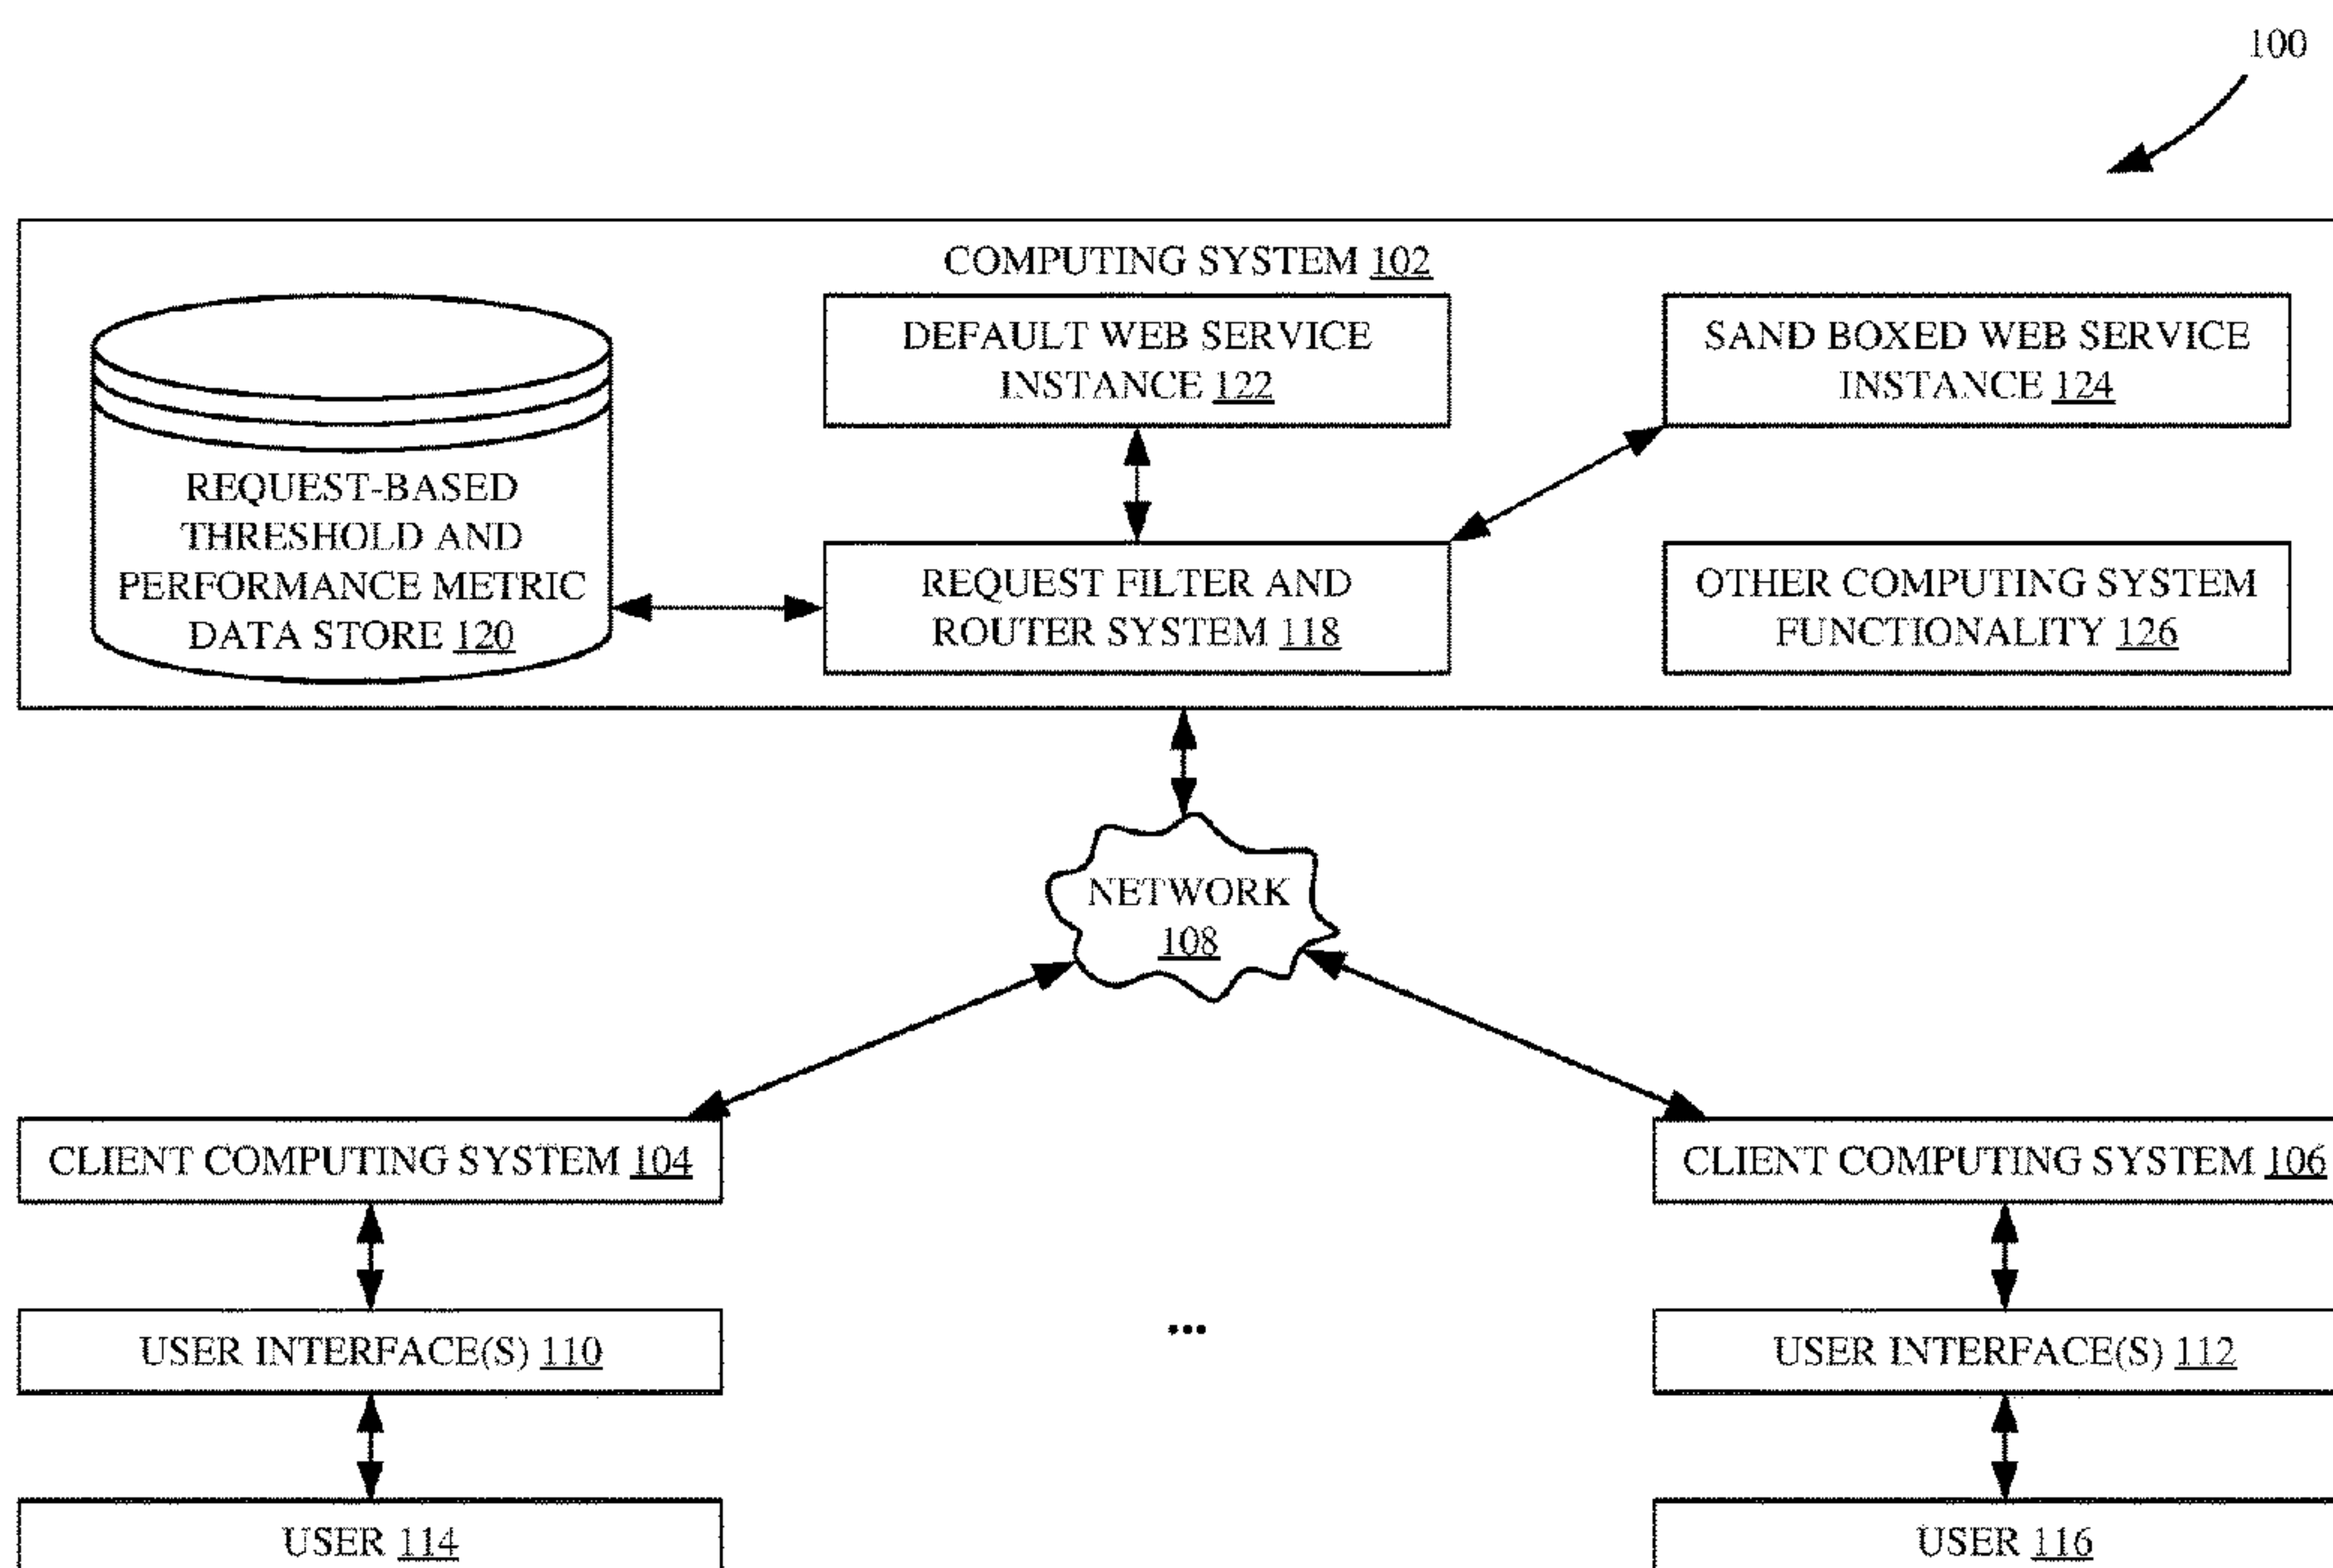 100
COMPUTING SYSTEM 102
DEFAULT WEB SERVICE
INSTANCE 122
SAND BOXED WEB SERVICE
INSTANCE 124
REQUEST-BASED
THRESHOLD AND
PERFORMANCE METRIC
DATA STORE 120
REQUEST FILTER AND
ROUTER SYSTEM 118
OTHER COMPUTING SYSTEM
FUNCTIONALITY 126
NETWORK
108
CLIENT COMPUTING SYSTEM 104
CLIENT COMPUTING SYSTEM 106
USER INTERFACE(S) 110
...
USER INTERFACE(S) 112
USER 114
USER 116